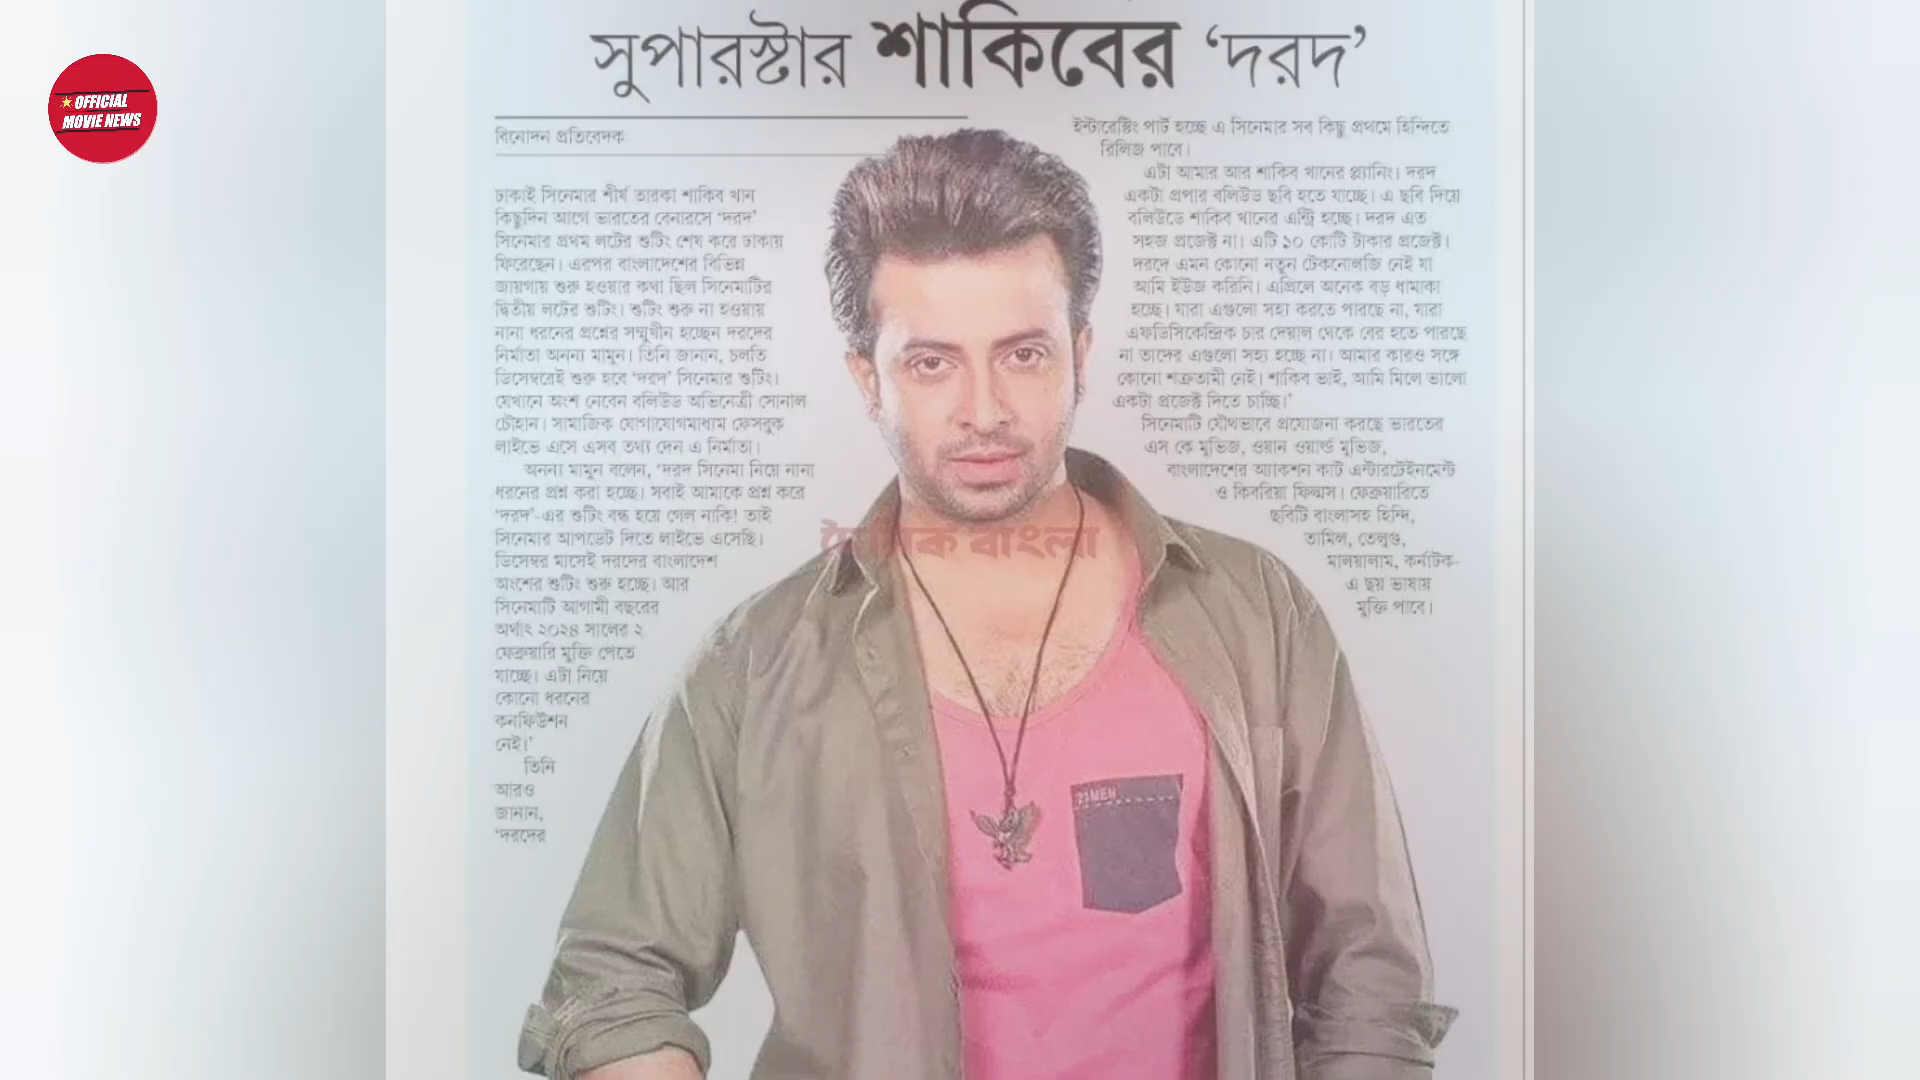 OFFICIAL
MOVIE NEWS
সুপারস্টার শাকিবের ‘দরদ’
বিনোদন প্রতিবেদক
ঢাকাই সিনেমার শীর্ষ তারকা শাকিব খান
কিছুদিন আগে ভারতের বেনারসে ‘দরদ’
সিনেমার প্রথম লটের শুটিং শেষ করে ঢাকায়
ফিরেছেন। এরপর বাংলাদেশের বিভিন্ন
জায়গায় শুরু হওয়ার কথা ছিল সিনেমাটির
দ্বিতীয় লটের শুটিং। শুটিং শুরু না হওয়ায়
নানা ধরনের প্রশ্নের সম্মুখীন হচ্ছেন দরদের
নির্মাতা অনন্য মামুন। তিনি জানান, চলতি
ডিসেম্বরেই শুরু হবে ‘দরদ’ সিনেমার শুটিং।
যেখানে অংশ নেবেন বলিউড অভিনেত্রী সোনাল
চৌহান। সামাজিক যোগাযোগমাধ্যম ফেসবুক
লাইভে এসে এসব তথ্য দেন এ নির্মাতা।
অনন্য মামুন বলেন, ‘দরদ সিনেমা নিয়ে নানা
ধরনের প্রশ্ন করা হচ্ছে। সবাই আমাকে প্রশ্ন করে
‘দরদ’-এর শুটিং বন্ধ হয়ে গেল নাকি! তাই
সিনেমার আপডেট দিতে লাইভে এসেছি।
ডিসেম্বর মাসেই দরদের বাংলাদেশ
অংশের শুটিং শুরু হচ্ছে। আর
সিনেমাটি আগামী বছরের
অর্থাৎ ২০২৪ সালের ২
ফেব্রুয়ারি মুক্তি পেতে
যাচ্ছে। এটা নিয়ে
কোনো ধরনের
কনফিউশন
নেই।’
তিনি
আরও
জানান,
‘দরদের
ইন্টারেস্টিং পার্ট হচ্ছে এ সিনেমার সব কিছু প্রথমে হিন্দিতে
রিলিজ পাবে।
এটা আমার আর শাকিব খানের প্ল্যানিং। দরদ
একটা প্রপার বলিউড ছবি হতে যাচ্ছে। এ ছবি দিয়ে
বলিউডে শাকিব খানের এন্ট্রি হচ্ছে। দরদ এত
সহজ প্রজেক্ট না। এটি ১০ কোটি টাকার প্রজেক্ট।
দরদে এমন কোনো নতুন টেকনোলজি নেই যা
আমি ইউজ করিনি। এপ্রিলে অনেক বড় ধামাকা
হচ্ছে। যারা এগুলো সহ্য করতে পারছে না, যারা
এফডিসিকেন্দ্রিক চার দেয়াল থেকে বের হতে পারছে
না তাদের এগুলো সহ্য হচ্ছে না। আমার কারও সঙ্গে
কোনো শত্রুতামী নেই। শাকিব ভাই, আমি মিলে ভালো
একটা প্রজেক্ট দিতে চাচ্ছি।’
সিনেমাটি যৌথভাবে প্রযোজনা করছে ভারতের
এস কে মুভিজ, ওয়ান ওয়ার্ল্ড মুভিজ,
বাংলাদেশের অ্যাকশন কাট এন্টারটেইনমেন্ট
ও কিবরিয়া ফিল্মস। ফেব্রুয়ারিতে
ছবিটি বাংলাসহ হিন্দি,
তামিল, তেলুগু,
মালয়ালাম, কর্নাটক-
এ ছয় ভাষায়
মুক্তি পাবে।
দৈনিক বাংলা
21MEN